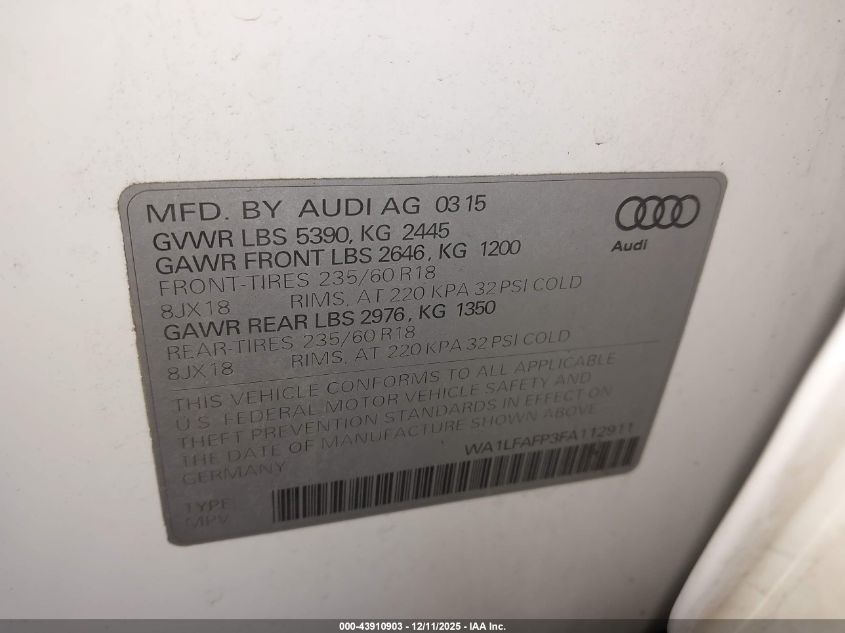 MFD. BY AUDI AG 03 15
GVWR LBS 5390, KG 2445
GAWR FRONT LBS 2646, KG 1200
FRONT-TIRES 235/60 R18
8JX18 RIMS, AT 220 KPA 32 PSI COLD
GAWR REAR LBS 2976, KG 1350
REAR-TIRES 235/60 R18
8JX18 RIMS, AT 220 KPA 32 PSI COLD
Audi
THIS VEHICLE CONFORMS TO ALL APPLICABLE
U.S. FEDERAL MOTOR VEHICLE SAFETY AND
THEFT PREVENTION STANDARDS IN EFFECT ON
THE DATE OF MANUFACTURE SHOWN ABOVE
GERMANY
WA1LFAFP3FA112911
TYPE
MPV
000-43910903 - 12/11/2025 - IAA Inc.